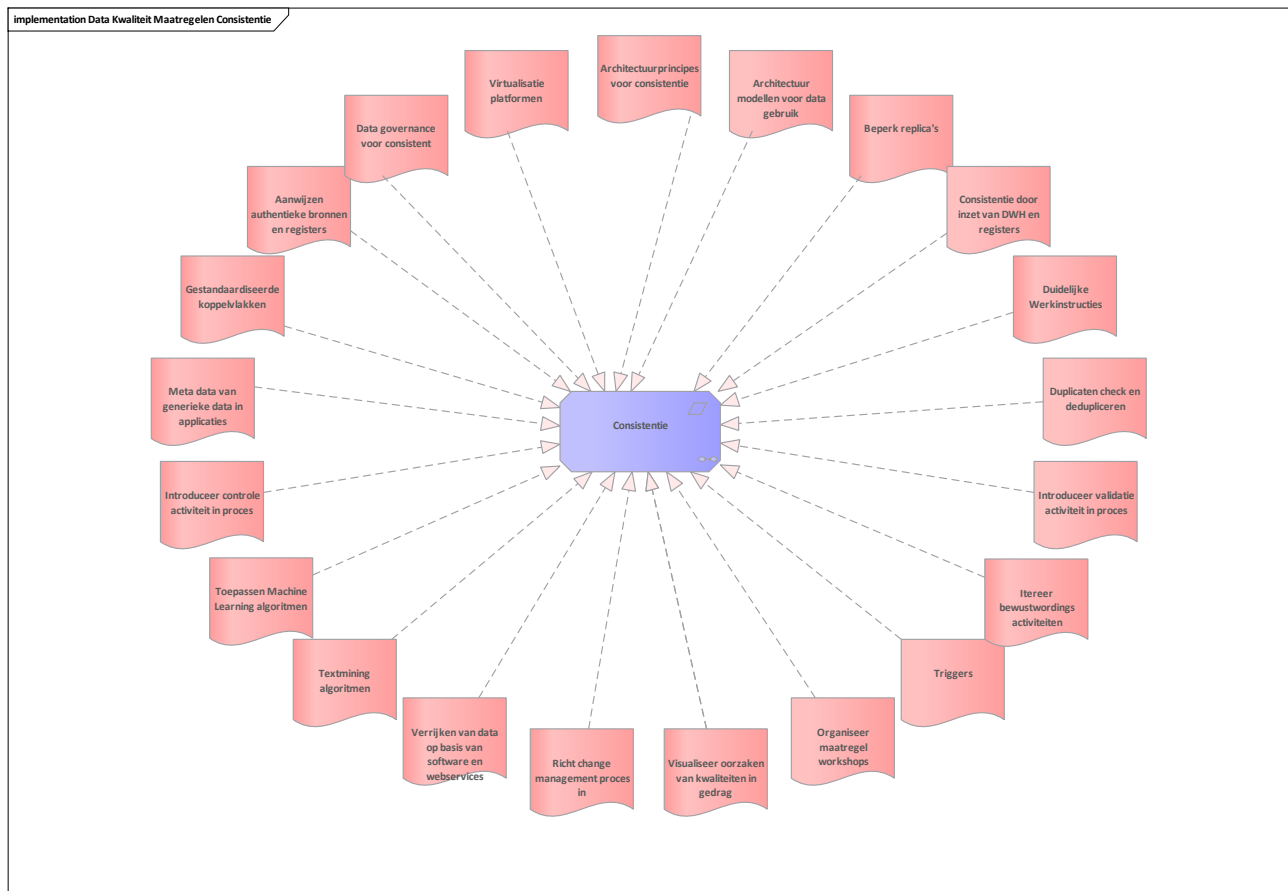 implementation Data Kwaliteit Maatregelen Consistentie
Architectuurprincipes
voor consistentie
Virtualisatie
platformen
Architectuur
modellen voor data
gebruik
Data governance
voor consistent
Beperk replica's
Aanwijzen
authentieke bronnen
en registers
Consistentie door
inzet van DWH en
registers
Gestandaardiseerde
koppelvlakken
Duidelijke
Werkinstructies
Meta data van
generieke data in
applicaties
Duplicaten check en
dedupliceren
Consistentie
Introduceer controle
activiteit in proces
Introduceer validatie
activiteit in proces
Toepassen Machine
Learning algoritmen
Itereer
bewustwordings
activiteiten
Textmining
algoritmen
Triggers
Verrijken van data
op basis van
software en
webservices
Richt change
management proces
in
Visualiseer oorzaken
van kwaliteiten in
gedrag
Organiseer
maatregel
workshops